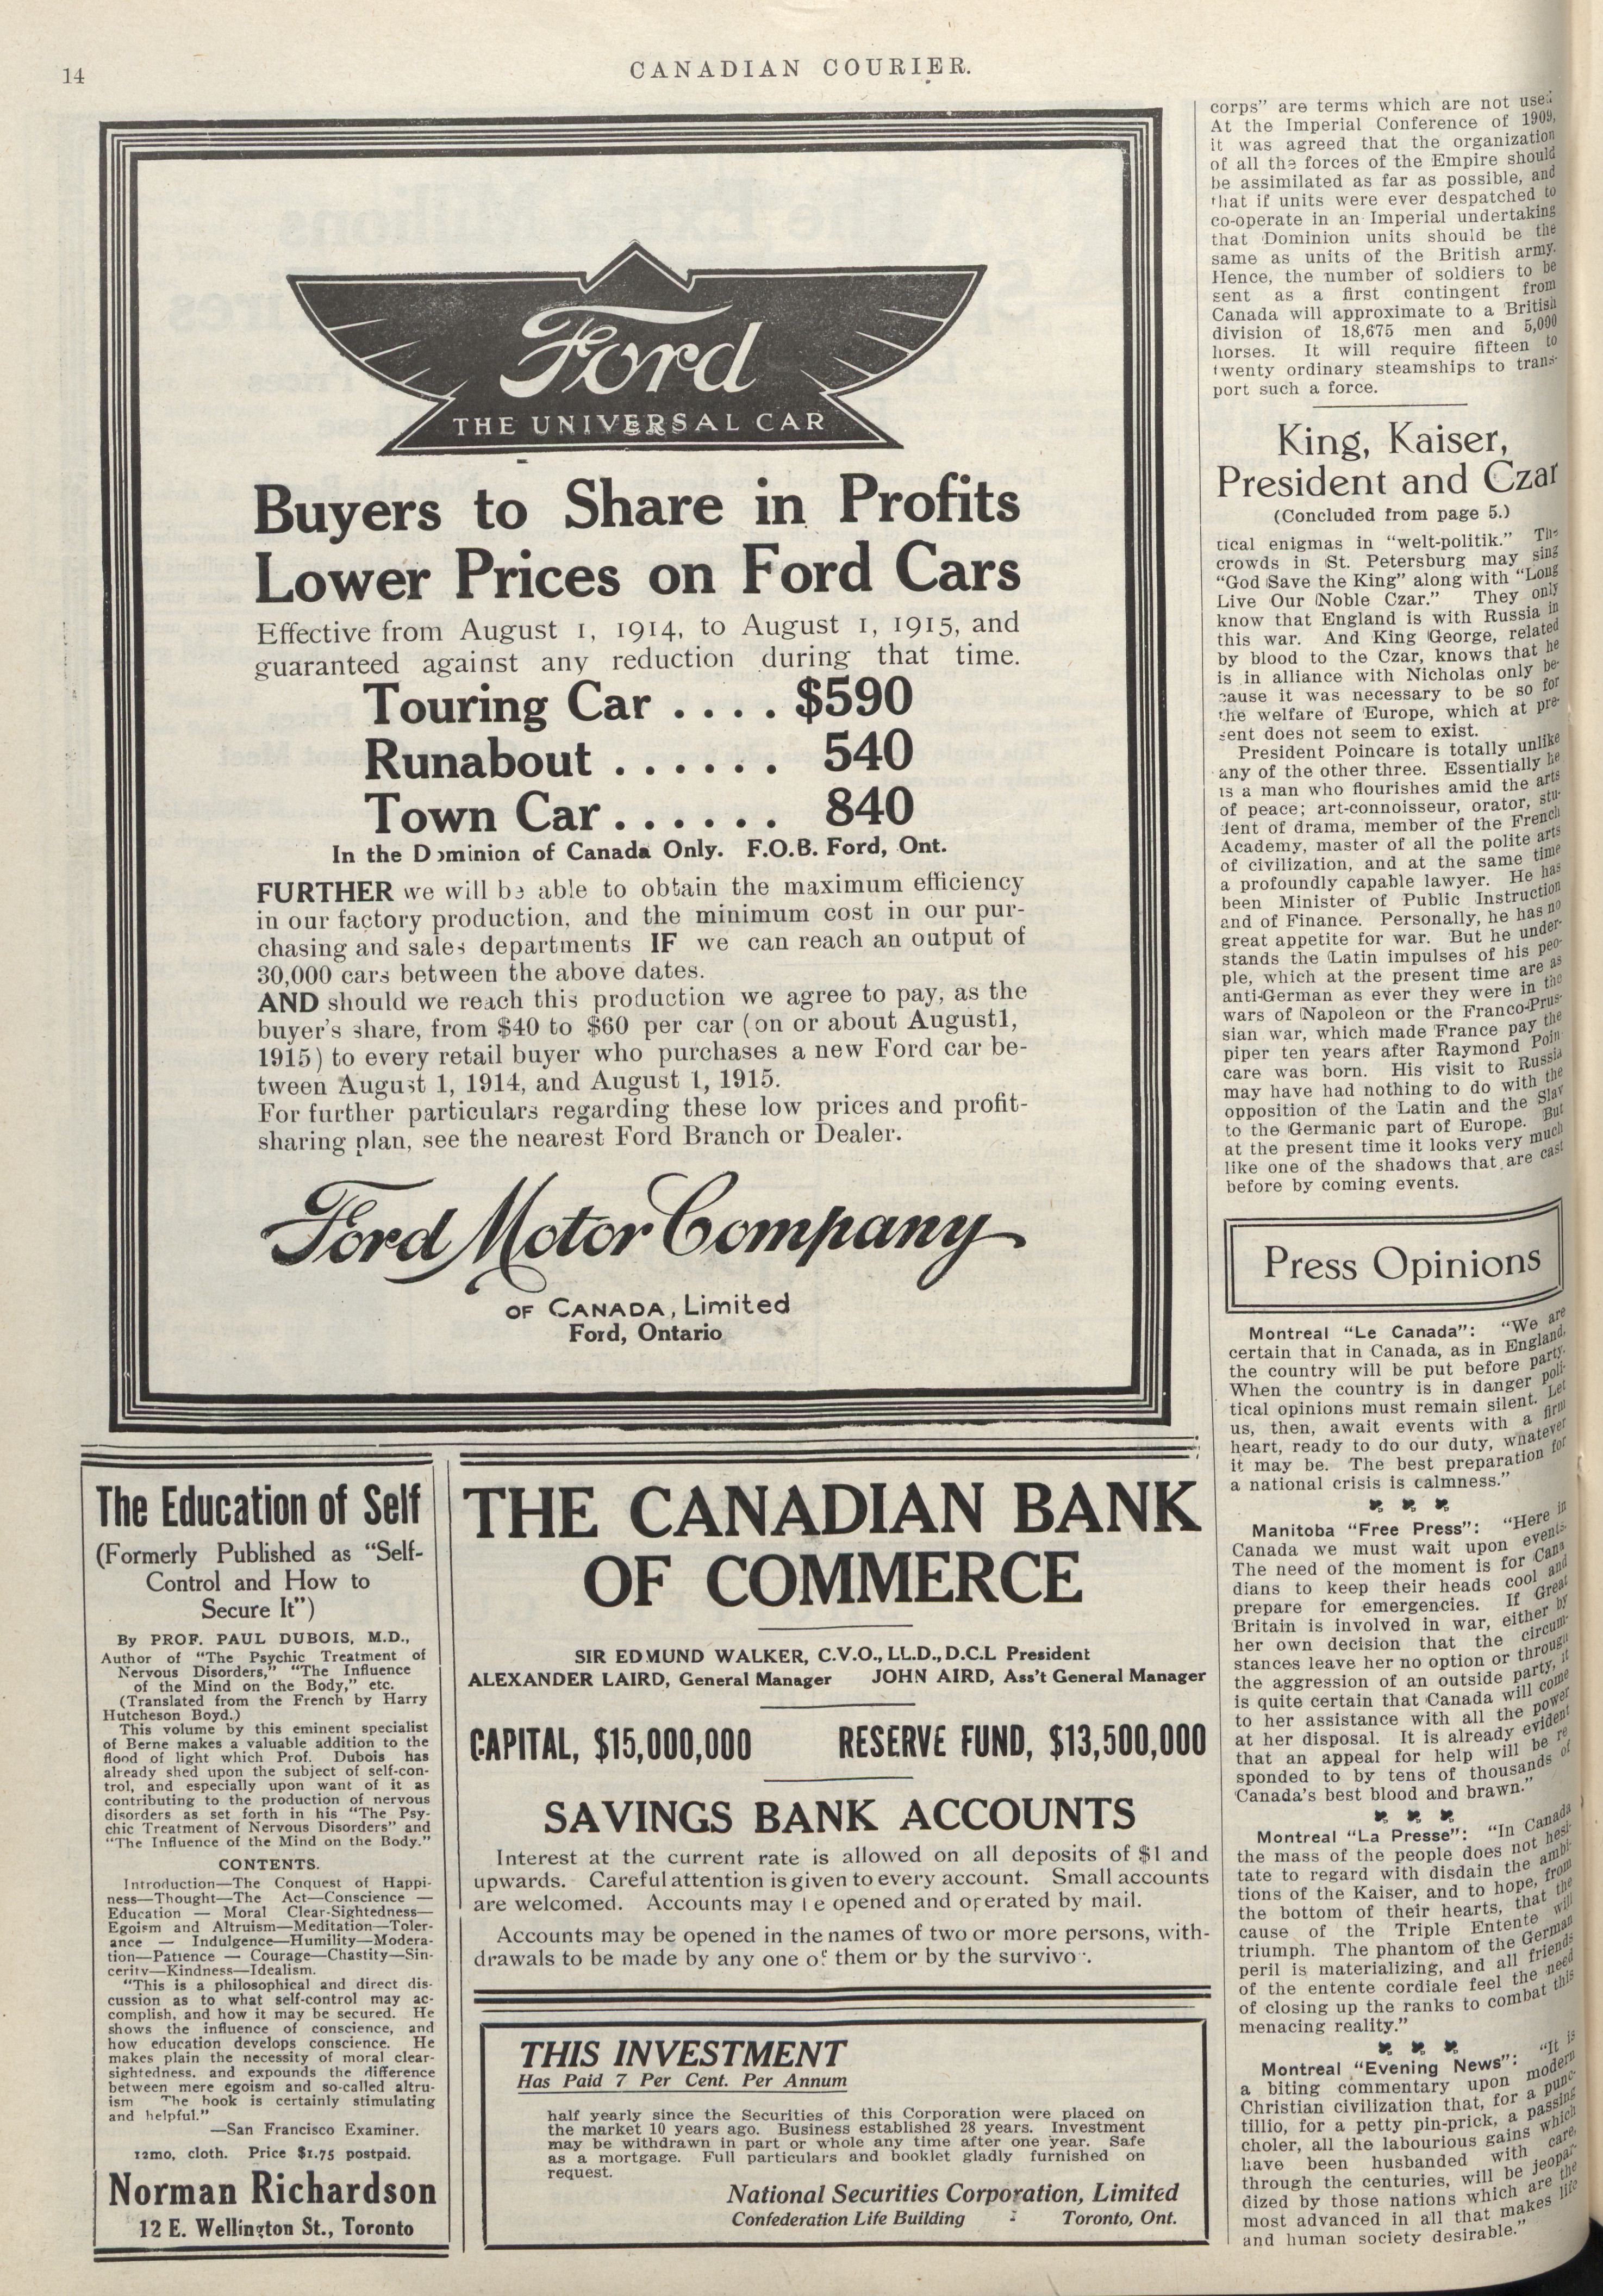 14
CANADIAN COURIER.
Ford
THE UNIVERSAL CAR
Buyers to Share in Profits
Lower Prices on Ford Cars
Effective from August 1, 1914, to August 1, 1915, and
guaranteed against any reduction during that time.
Touring Car . . . . $590
Runabout . . . . . . 540
Town Car . . . . . . 840
In the Dominion of Canada Only. F.O.B. Ford, Ont.
FURTHER we will be able to obtain the maximum efficiency
in our factory production, and the minimum cost in our pur-
chasing and sales departments IF we can reach an output of
30,000 cars between the above dates.
AND should we reach this production we agree to pay, as the
buyer's share, from $40 to $60 per car (on or about August1,
1915) to every retail buyer who purchases a new Ford car be-
tween August 1, 1914, and August 1, 1915.
For further particulars regarding these low prices and profit-
sharing plan, see the nearest Ford Branch or Dealer.
Ford Motor Company
OF CANADA, Limited
Ford, Ontario
The Education of Self
(Formerly Published as "Self-
Control and How to
Secure It")
By PROF. PAUL DUBOIS, M.D.,
Author of "The Psychic Treatment of
Nervous Disorders," "The Influence
of the Mind on the Body," etc.
(Translated from the French by Harry
Hutcheson Boyd.)
This volume by this eminent specialist
of Berne makes a valuable addition to the
flood of light which Prof. Dubois has
already shed upon the subject of self-con-
trol, and especially upon want of it as
contributing to the production of nervous
disorders as set forth in his "The Psy-
chic Treatment of Nervous Disorders" and
"The Influence of the Mind on the Body."
CONTENTS.
Introduction—The Conquest of Happi-
ness—Thought—The Act—Conscience —
Education — Moral Clear-Sightedness—
Egoism and Altruism—Meditation—Toler-
ance — Indulgence—Humility—Modera-
tion—Patience — Courage—Chastity—Sin-
cerity—Kindness—Idealism.
"This is a philosophical and direct dis-
cussion as to what self-control may ac-
complish, and how it may be secured. He
shows the influence of conscience, and
how education develops conscience. He
makes plain the necessity of moral clear-
sightedness, and expounds the difference
between mere egoism and so-called altru-
ism The book is certainly stimulating
and helpful."
—San Francisco Examiner.
12mo, cloth. Price $1.75 postpaid.
Norman Richardson
12 E. Wellington St., Toronto
THE CANADIAN BANK
OF COMMERCE
SIR EDMUND WALKER, C.V.O., LL.D., D.C.L President
ALEXANDER LAIRD, General Manager JOHN AIRD, Ass't General Manager
CAPITAL, $15,000,000 RESERVE FUND, $13,500,000
SAVINGS BANK ACCOUNTS
Interest at the current rate is allowed on all deposits of $1 and
upwards. Careful attention is given to every account. Small accounts
are welcomed. Accounts may be opened and operated by mail.
Accounts may be opened in the names of two or more persons, with-
drawals to be made by any one of them or by the survivor.
THIS INVESTMENT
Has Paid 7 Per Cent. Per Annum
half yearly since the Securities of this Corporation were placed on
the market 10 years ago. Business established 28 years. Investment
may be withdrawn in part or whole any time after one year. Safe
as a mortgage. Full particulars and booklet gladly furnished on
request.
National Securities Corporation, Limited
Confederation Life Building - Toronto, Ont.
corps" are terms which are not used.
At the Imperial Conference of 1909,
it was agreed that the organization
of all the forces of the Empire should
be assimilated as far as possible, and
that if units were ever despatched to
co-operate in an Imperial undertaking
that Dominion units should be the
same as units of the British army.
Hence, the number of soldiers to be
sent as a first contingent from
Canada will approximate to a British
division of 18,675 men and 5,000
horses. It will require fifteen to
twenty ordinary steamships to trans-
port such a force.
King, Kaiser,
President and Czar
(Concluded from page 5.)
tical enigmas in "welt-politik." The
crowds in St. Petersburg may sing
"God Save the King" along with "Long
Live Our Noble Czar." They only
know that England is with Russia in
this war. And King George, related
by blood to the Czar, knows that he
is in alliance with Nicholas only be-
cause it was necessary to be so for
the welfare of Europe, which at pre-
sent does not seem to exist.
President Poincare is totally unlike
any of the other three. Essentially he
is a man who flourishes amid the arts
of peace; art-connoisseur, orator, stu-
dent of drama, member of the French
Academy, master of all the polite arts
of civilization, and at the same time
a profoundly capable lawyer. He has
been Minister of Public Instruction
and of Finance. Personally, he has no
great appetite for war. But he under-
stands the Latin impulses of his peo-
ple, which at the present time are as
anti-German as ever they were in the
wars of Napoleon or the Franco-Prus-
sian war, which made France pay the
piper ten years after Raymond Poin-
care was born. His visit to Russia
may have had nothing to do with the
opposition of the Latin and the Slav
to the Germanic part of Europe. But
at the present time it looks very much
like one of the shadows that are cast
before by coming events.
Press Opinions
Montreal "Le Canada": "We are
certain that in Canada, as in England,
the country will be put before party.
When the country is in danger poli-
tical opinions must remain silent. Let
us, then, await events with a firm
heart, ready to do our duty, whatever
it may be. The best preparation for
a national crisis is calmness."
Manitoba "Free Press": "Here in
Canada we must wait upon events.
The need of the moment is for Cana
dians to keep their heads cool and
prepare for emergencies. If Great
Britain is involved in war, either by
her own decision that the circum-
stances leave her no option or through
the aggression of an outside party, it
is quite certain that Canada will come
to her assistance with all the power
at her disposal. It is already evident
that an appeal for help will be re
sponded to by tens of thousands of
Canada's best blood and brawn."
Montreal "La Presse": "In Canada
the mass of the people does not hesi-
tate to regard with disdain the ambi-
tions of the Kaiser, and to hope, from
the bottom of their hearts, that the
cause of the Triple Entente will
triumph. The phantom of the German
peril is materializing, and all friends
of the entente cordiale feel the need
of closing up the ranks to combat this
menacing reality."
Montreal "Evening News": "It is
a biting commentary upon modern
Christian civilization that, for a punc-
tillio, for a petty pin-prick, a passing
choler, all the labourious gains which
have been husbanded with care,
through the centuries, will be jeopar-
dized by those nations which are the
most advanced in all that makes life
and human society desirable."